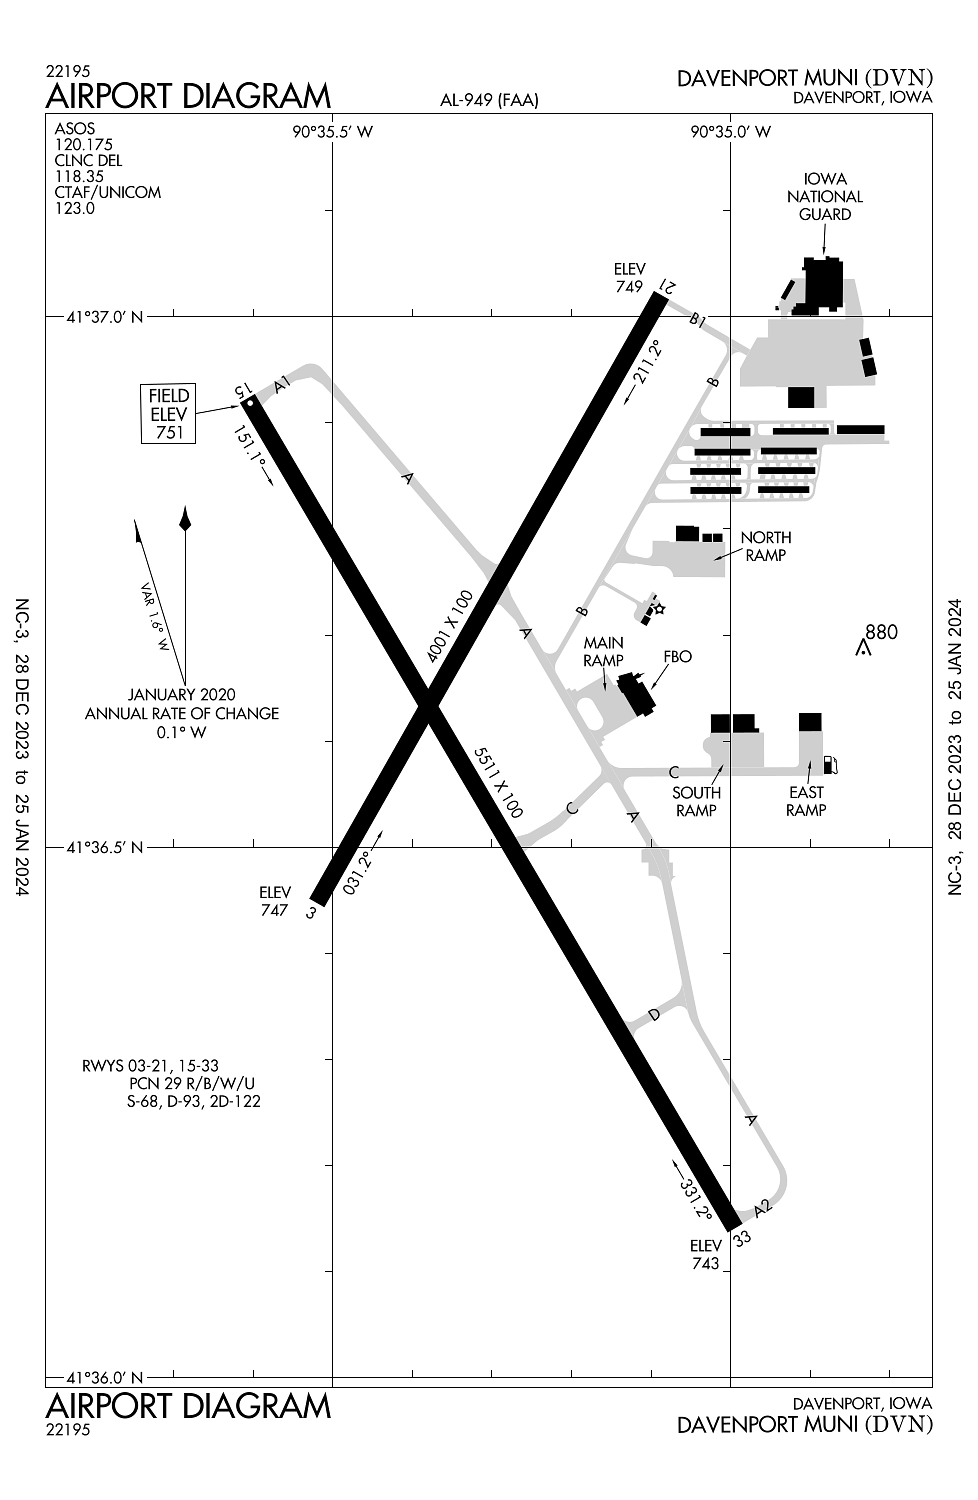 22195
AIRPORT DIAGRAM
AL-949 (FAA)
DAVENPORT MUNI (DVN)
DAVENPORT, IOWA
ASOS
120.175
CLNC DEL
118.35
CTAF/UNICOM
123.0
90°35.5' W
90°35.0' W
IOWA
NATIONAL
GUARD
ELEV
749
21
41°37.0' N
B1
211.2°
A1
15
B
FIELD
ELEV
751
151.1°
A
NORTH
RAMP
VAR 1.6° W
4001 X 100
B
A
880
MAIN
RAMP
FBO
JANUARY 2020
ANNUAL RATE OF CHANGE
0.1° W
5511 X 100
C
SOUTH
RAMP
EAST
RAMP
C
A
41°36.5' N
031.2°
ELEV
747
3
D
RWYS 03-21, 15-33
PCN 29 R/B/W/U
S-68, D-93, 2D-122
A
331.2°
A2
33
ELEV
743
41°36.0' N
NC-3, 28 DEC 2023 to 25 JAN 2024
NC-3, 28 DEC 2023 to 25 JAN 2024
AIRPORT DIAGRAM
22195
DAVENPORT, IOWA
DAVENPORT MUNI (DVN)